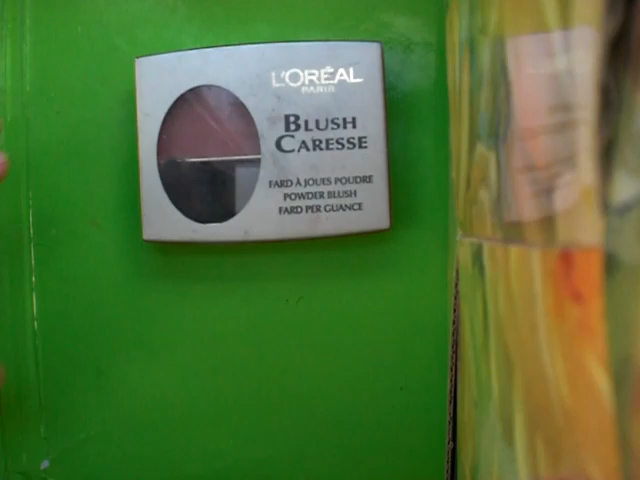 L'ORÉAL
PARIS
BLUSH
CARESSE
FARD À JOUES POUDRE
POWDER BLUSH
FARD PER GUANCE